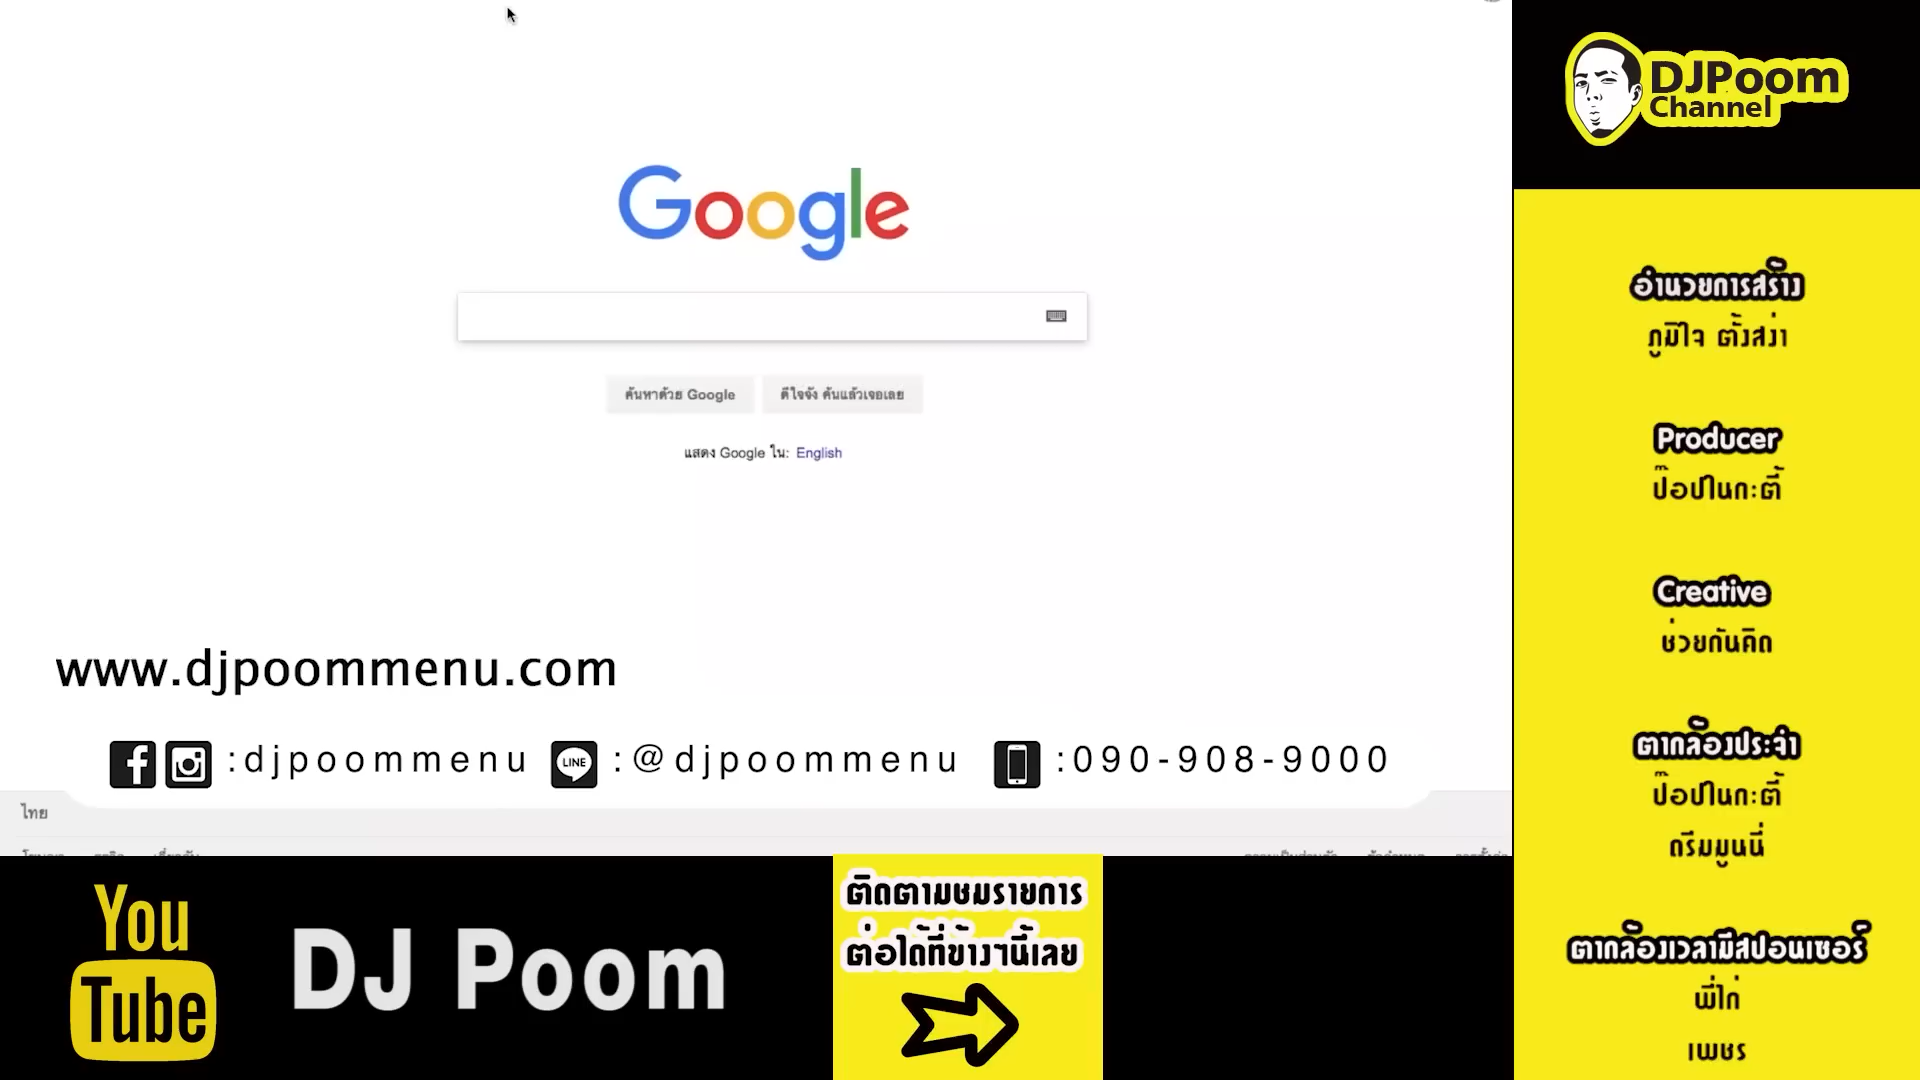 Google
ค้นหาด้วย Google
ดีใจจัง ค้นแล้วเจอเลย
แสดง Google ใน: English
www.djpoommenu.com
:djpoommenu
LINE
:@djpoommenu
:090-908-9000
ไทย
You
Tube
DJ Poom
ติดตามชมรายการ
ต่อได้ที่ข้างๆนี้เลย
DJPoom
Channel
อำนวยการสร้าง
ภูมิใจ ตั้งสง่า
Producer
ป๊อปในกะตี้
Creative
ช่วยกันคิด
ตากล้องประจำ
ป๊อปในกะตี้
ดรีมมูนนี่
ตากล้องเวลามีสปอนเซอร์
พี่ไก่
เพชร